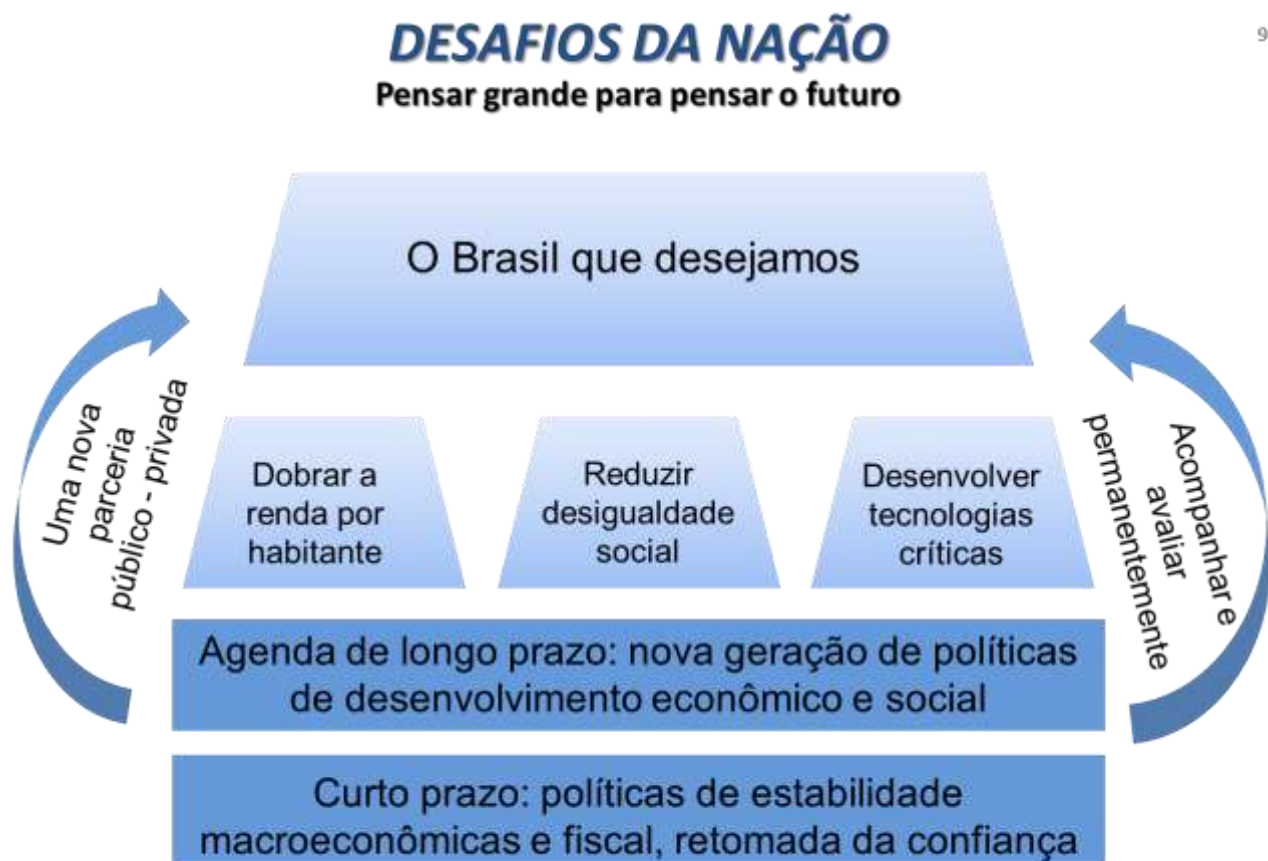 DESAFIOS DA NAÇÃO
9
Pensar grande para pensar o futuro
O Brasil que desejamos
Uma nova
parceria
público - privada
Dobrar a
renda por
habitante
Reduzir
desigualdade
social
Desenvolver
tecnologias
críticas
Acompanhar e
avaliar
permanentemente
Agenda de longo prazo: nova geração de políticas
de desenvolvimento econômico e social
Curto prazo: políticas de estabilidade
macroeconômicas e fiscal, retomada da confiança